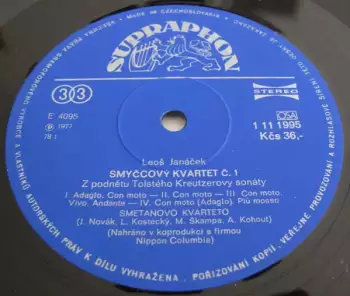 SUPRAPHON
33
STEREO
E 4095
℗ 1977
OSA
1 11 1995
Kčs 36,-
Leoš Janáček
SMYČCOVÝ KVARTET Č. 1
Z podnětu Tolstého Kreutzerovy sonáty
I. Adagio. Con moto — II. Con moto — III. Con moto.
Vivo. Andante — IV. Con moto (Adagio). Più mosso
SMETANOVO KVARTETO
(J. Novák, L. Kostecký, M. Škampa, A. Kohout)
(Nahráno v koprodukci s firmou
Nippon Columbia)
MADE IN CZECHOSLOVAKIA
VŠECHNA PRÁVA GRAMOFONOVÉHO VÝROBCE A VLASTNÍKŮ AUTORSKÝCH PRÁV K DÍLU VYHRAŽENA. POŘIZOVÁNÍ KOPIÍ, VEŘEJNÉ PROVOZOVÁNÍ A ROZHLASOVÉ